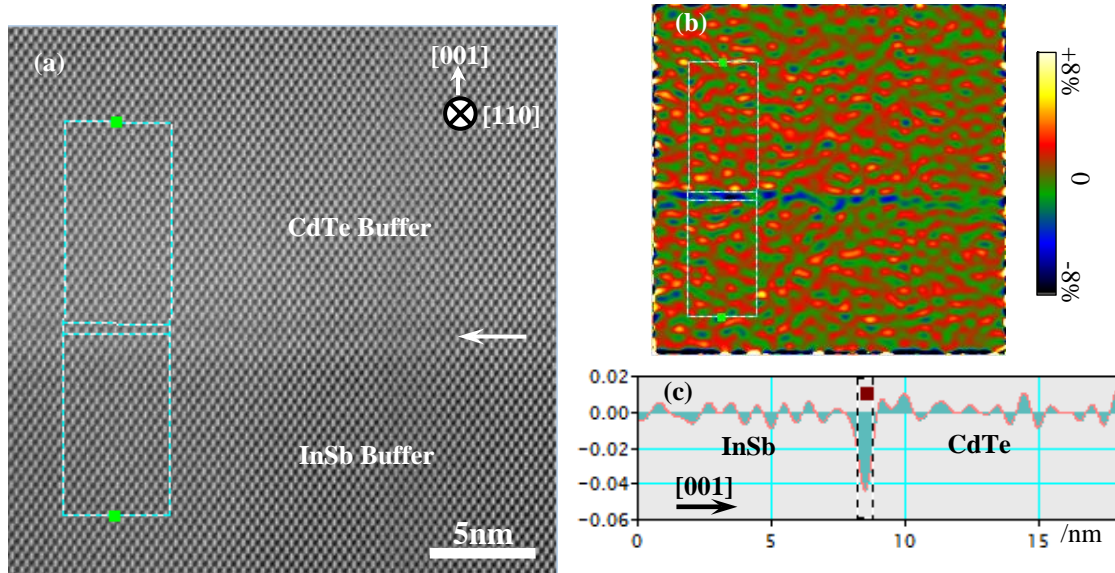 (a)
[001]
[110]
CdTe Buffer
InSb Buffer
5nm
(b)
+8%
0
-8%
(c)
0.02
0.00
-0.02
-0.04
-0.06
InSb
CdTe
[001]
0
5
10
15
/nm